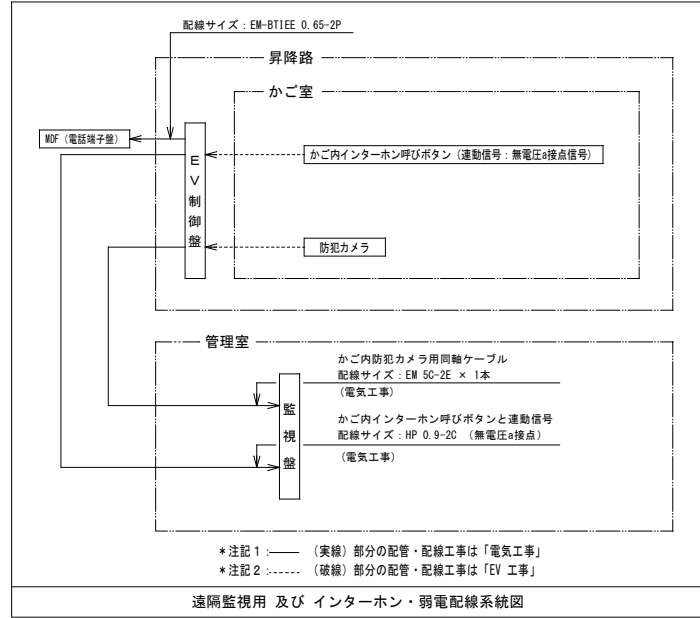 配線サイズ：EM-BTIEE 0.65-2P
昇降路
かご室
MDF（電話端子盤）
EV制御盤
かご内インターホン呼びボタン（連動信号：無電圧a接点信号）
防犯カメラ
管理室
かご内防犯カメラ用同軸ケーブル
配線サイズ：EM 5C-2E × 1本
(電気工事)
監視盤
かご内インターホン呼びボタンと連動信号
配線サイズ：HP 0.9-2C （無電圧a接点）
(電気工事)
＊注記１：―― （実線）部分の配管・配線工事は「電気工事」
＊注記２：------ （破線）部分の配管・配線工事は「EV 工事」
遠隔監視用 及び インターホン・弱電配線系統図